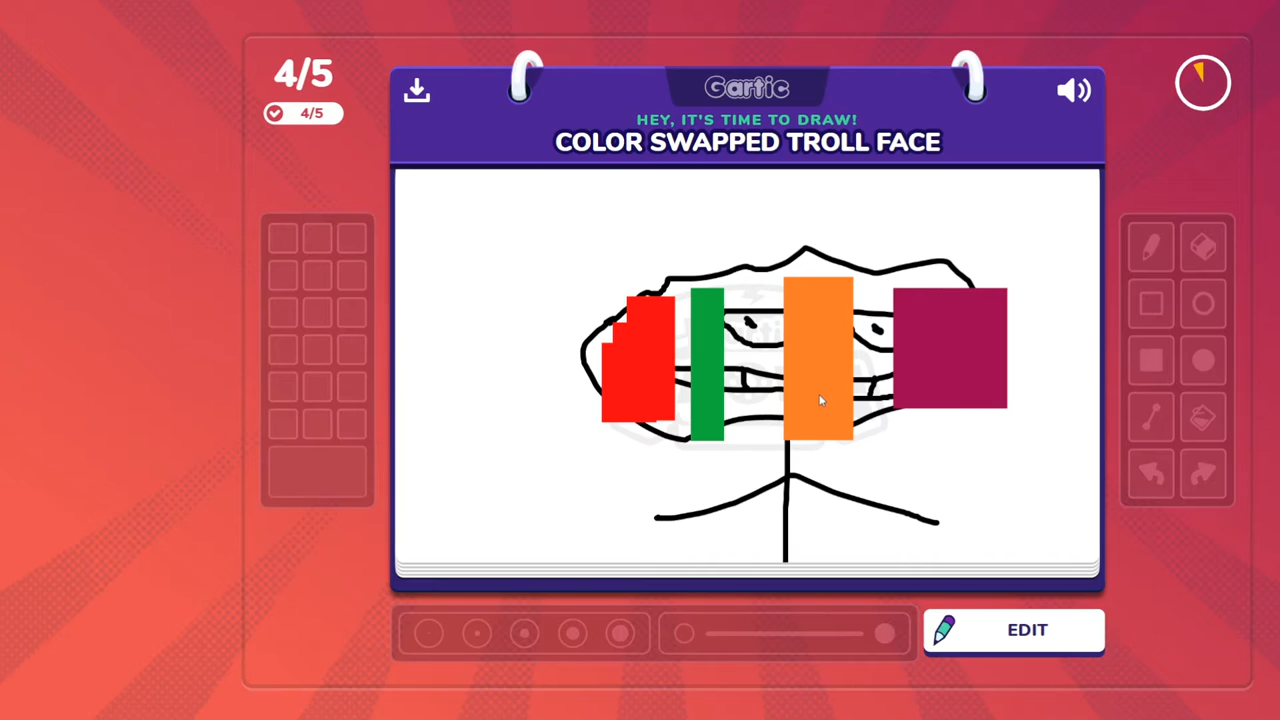 4/5
4/5
Gartic
HEY, IT'S TIME TO DRAW!
COLOR SWAPPED TROLL FACE
EDIT